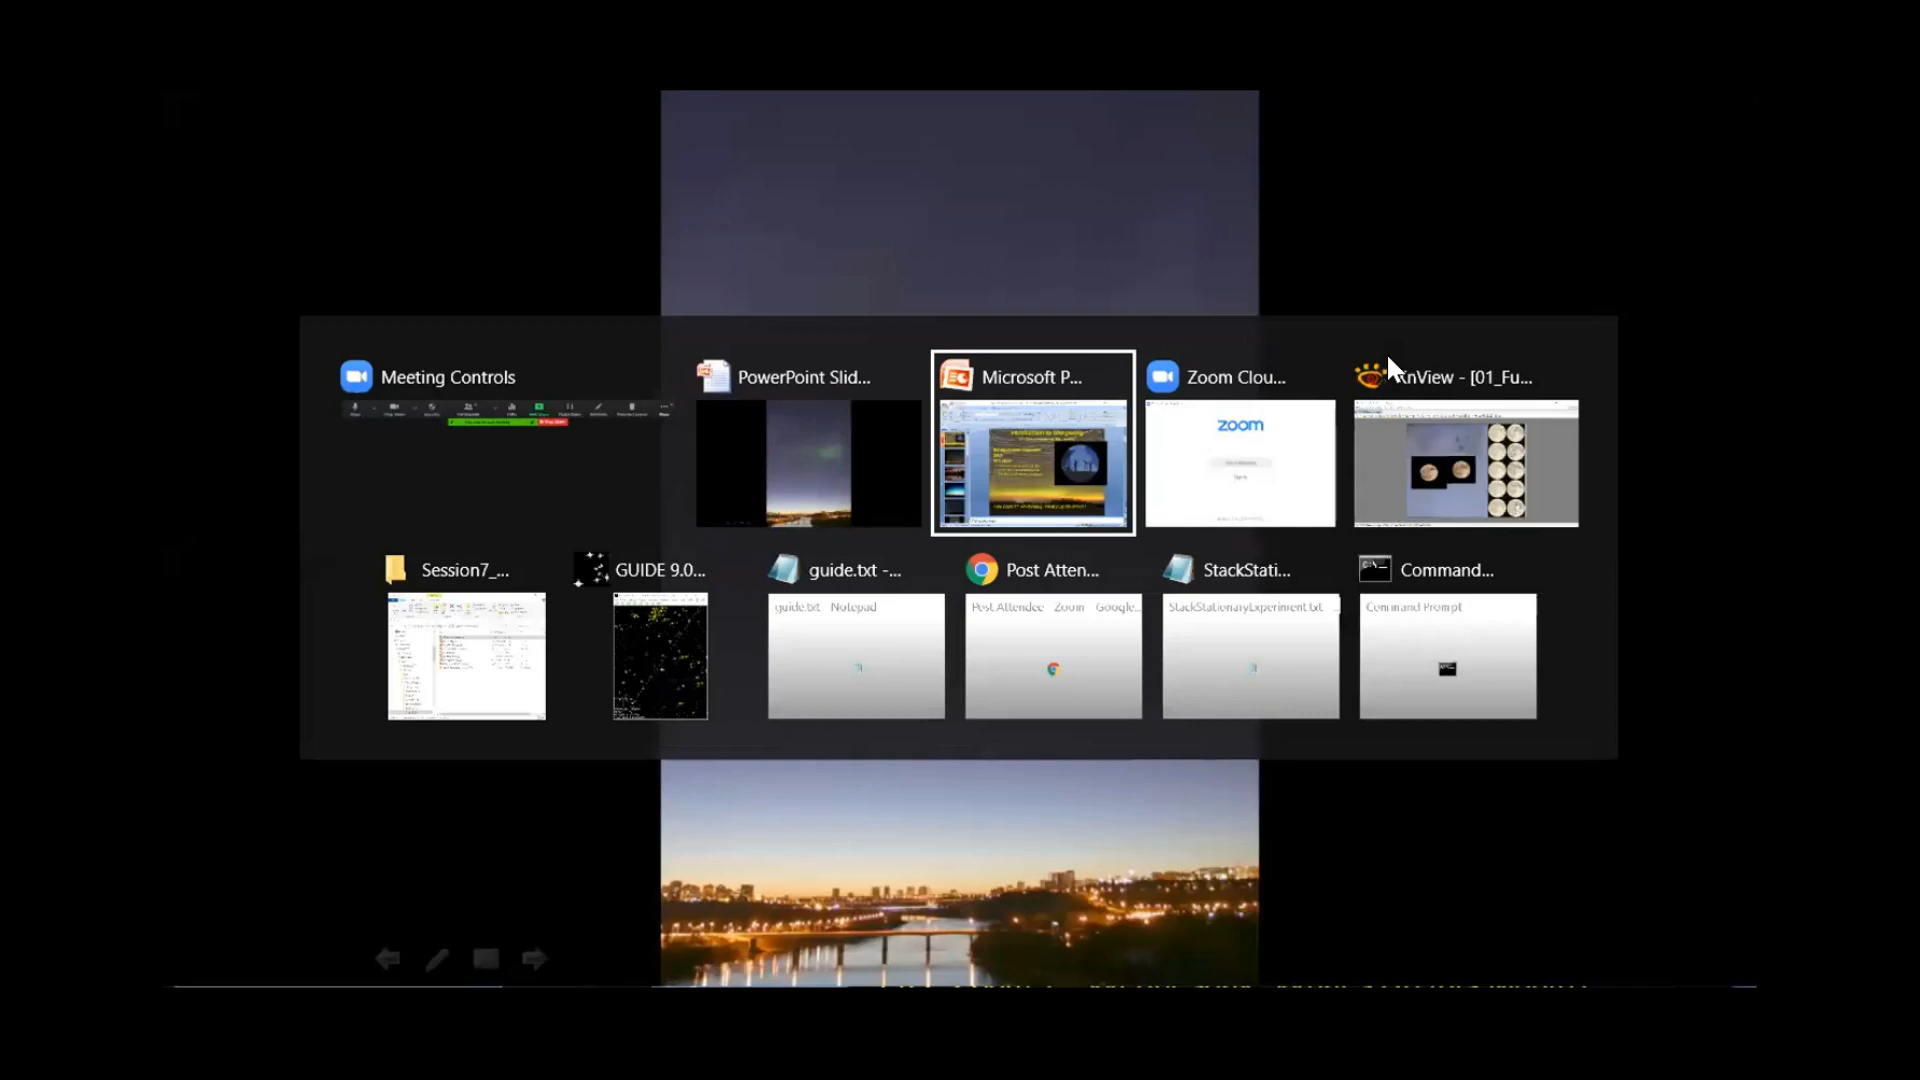 Meeting Controls
PowerPoint Slid...
Microsoft P...
Zoom Clou...
nView - [01_Fu...
zoom
Session7_...
GUIDE 9.0...
guide.txt -...
Post Atten...
StackStati...
Command...
guide.txt Notepad
Post Attendee Zoom Google...
StackStationaryExperiment.txt ...
Command Prompt